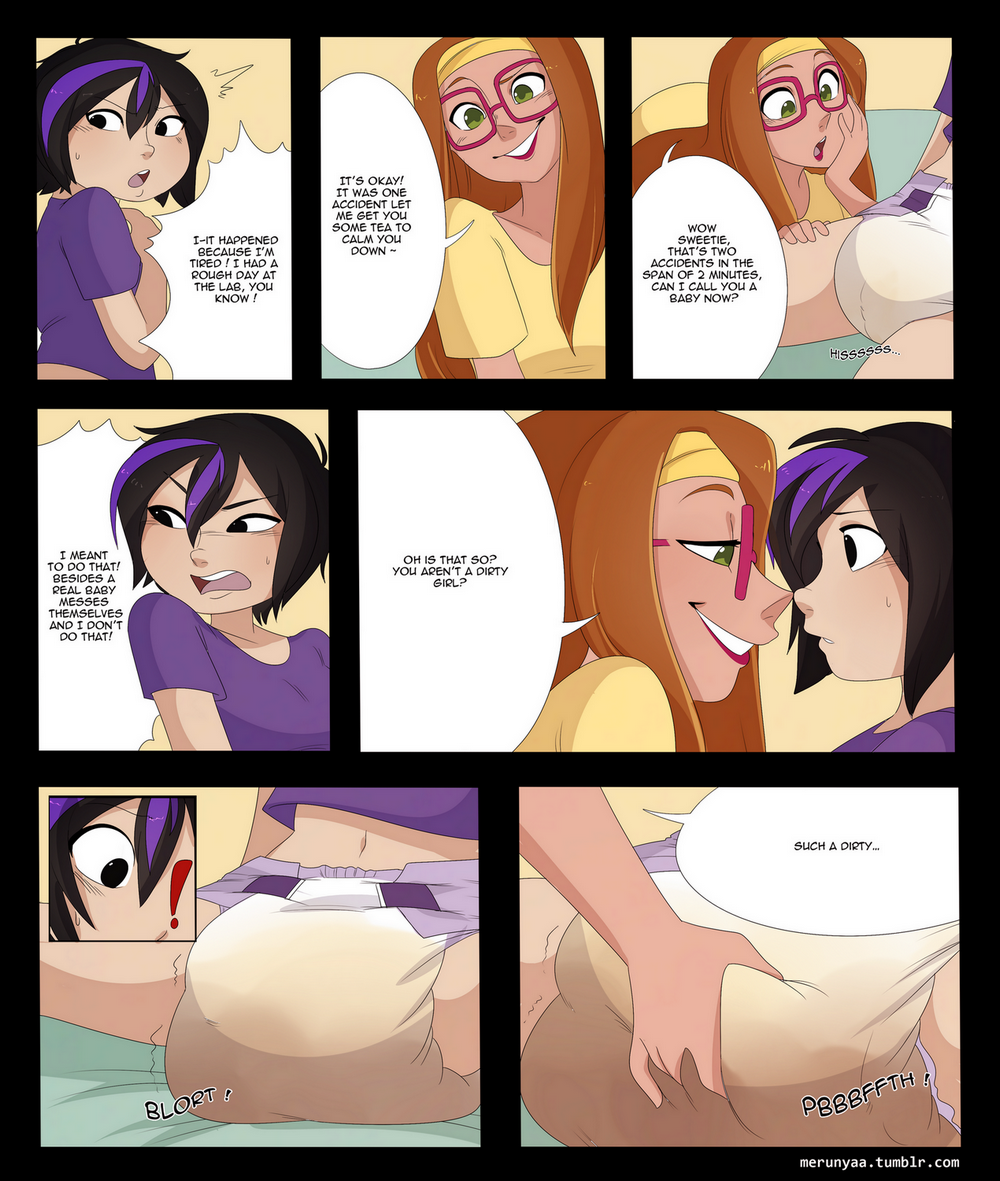 I-IT HAPPENED
BECAUSE I'M
TIRED! I HAD A
ROUGH DAY AT
THE LAB, YOU
KNOW!
IT'S OKAY!
IT WAS ONE
ACCIDENT LET
ME GET YOU
SOME TEA TO
CALM YOU
DOWN ~
WOW
SWEETIE,
THAT'S TWO
ACCIDENTS IN THE
SPAN OF 2 MINUTES,
CAN I CALL YOU A
BABY NOW?
HISSSSSS...
I MEANT
TO DO THAT!
BESIDES A
REAL BABY
MESSES
THEMSELVES
AND I DON'T
DO THAT!
OH IS THAT SO?
YOU AREN'T A DIRTY
GIRL?
!
BLORT !
SUCH A DIRTY...
PBBBFFTH !
merunyaa.tumblr.com